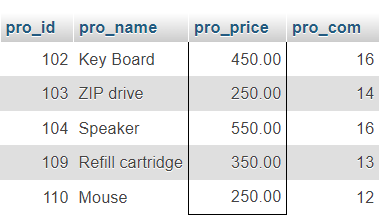 pro_id pro_name pro_price pro_com
102 Key Board 450.00 16
103 ZIP drive 250.00 14
104 Speaker 550.00 16
109 Refill cartridge 350.00 13
110 Mouse 250.00 12